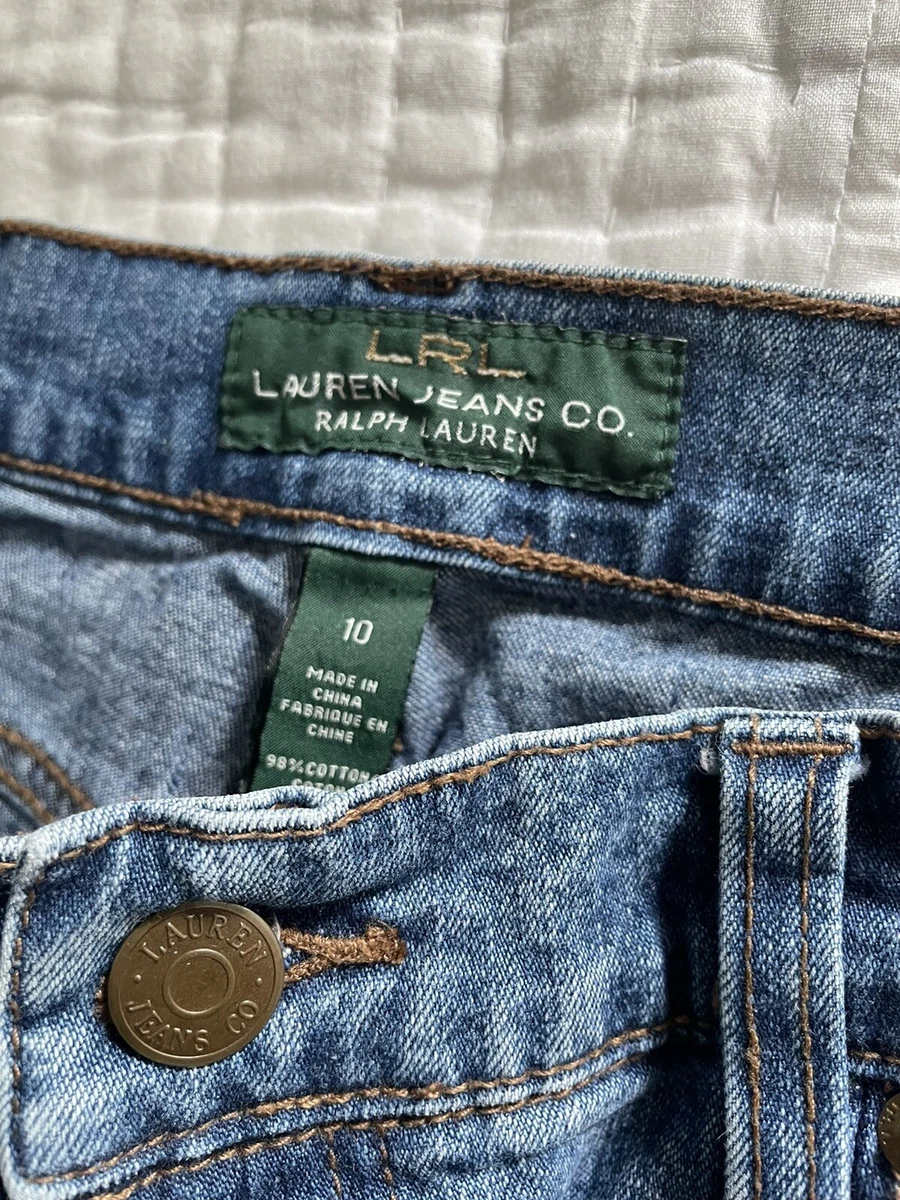 LRL
LAUREN JEANS CO.
RALPH LAUREN
10
MADE IN
CHINA
FABRIQUE EN
CHINE
98% COTTON
· LAUREN ·
JEANS CO